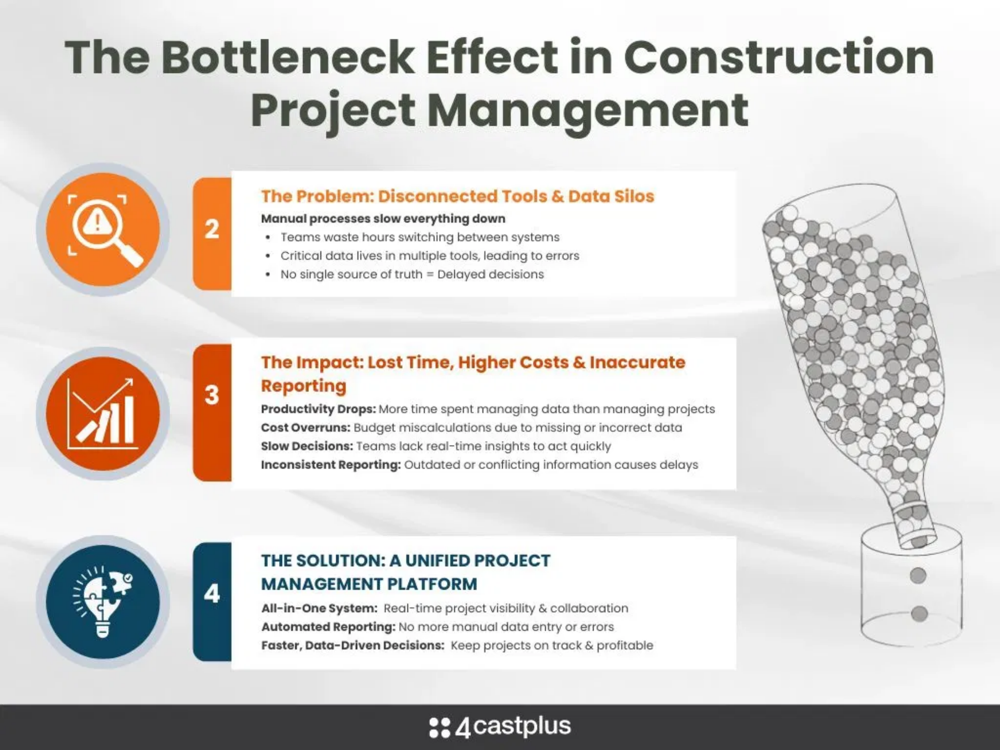 The Bottleneck Effect in Construction
Project Management
2
The Problem: Disconnected Tools & Data Silos
Manual processes slow everything down
• Teams waste hours switching between systems
• Critical data lives in multiple tools, leading to errors
• No single source of truth = Delayed decisions
3
The Impact: Lost Time, Higher Costs & Inaccurate
Reporting
Productivity Drops: More time spent managing data than managing projects
Cost Overruns: Budget miscalculations due to missing or incorrect data
Slow Decisions: Teams lack real-time insights to act quickly
Inconsistent Reporting: Outdated or conflicting information causes delays
4
THE SOLUTION: A UNIFIED PROJECT
MANAGEMENT PLATFORM
All-in-One System: Real-time project visibility & collaboration
Automated Reporting: No more manual data entry or errors
Faster, Data-Driven Decisions: Keep projects on track & profitable
4castplus